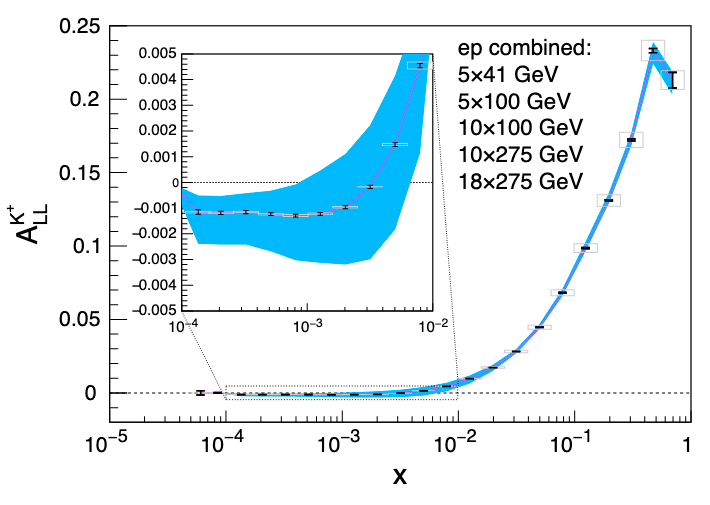 0.25
0.2
0.15
0.1
0.05
0
A_{LL}^{K^+}
0.005
0.004
0.003
0.002
0.001
0
−0.001
−0.002
−0.003
−0.004
−0.005
10^{-4} 10^{-3} 10^{-2}
ep combined:
5×41 GeV
5×100 GeV
10×100 GeV
10×275 GeV
18×275 GeV
10^{-5} 10^{-4} 10^{-3} 10^{-2} 10^{-1} 1
x